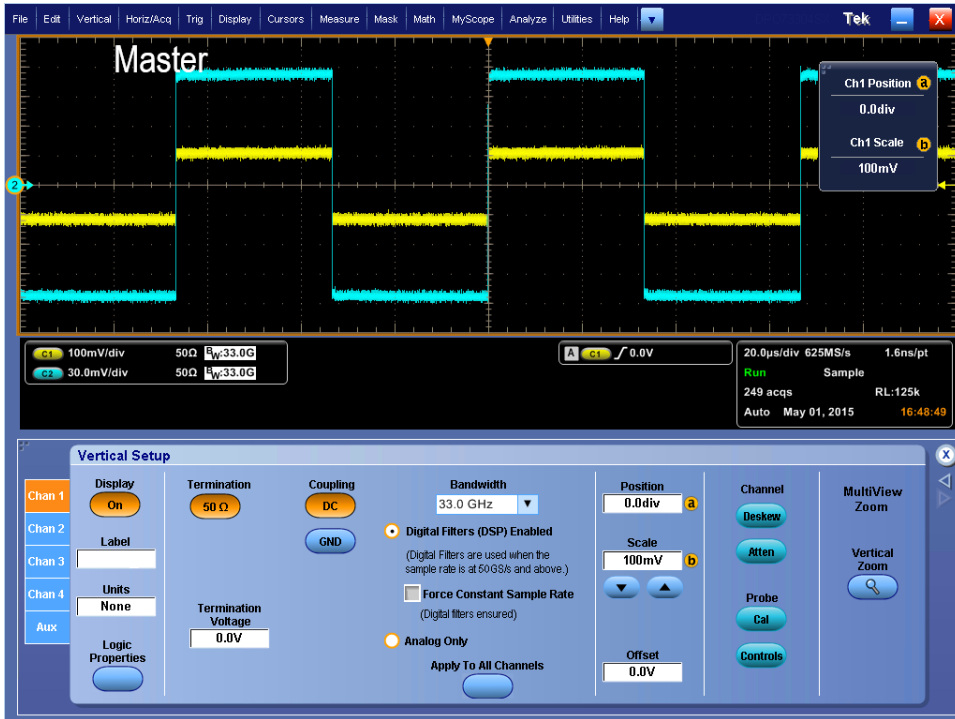 File Edit Vertical Horiz/Acq Trig Display Cursors Measure Mask Math MyScope Analyze Utilities Help Tek X
Master
Ch1 Position a
0.0div
Ch1 Scale b
100mV
2
C1 100mV/div 50Ω BW:33.0G
C2 30.0mV/div 50Ω BW:33.0G
A C1 0.0V
20.0µs/div 625MS/s 1.6ns/pt
Run Sample
249 acqs RL:125k
Auto May 01, 2015 16:48:49
Vertical Setup X
Chan 1
Chan 2
Chan 3
Chan 4
Aux
Display
On
Label
Units
None
Logic
Properties
Termination
50 Ω
Termination
Voltage
0.0V
Coupling
DC
GND
Bandwidth
33.0 GHz
Digital Filters (DSP) Enabled
(Digital Filters are used when the
sample rate is at 50GS/s and above.)
Force Constant Sample Rate
(Digital filters ensured)
Analog Only
Apply To All Channels
Position
0.0div a
Scale
100mV b
Offset
0.0V
Channel
Deskew
Atten
Probe
Cal
Controls
MultiView
Zoom
Vertical
Zoom